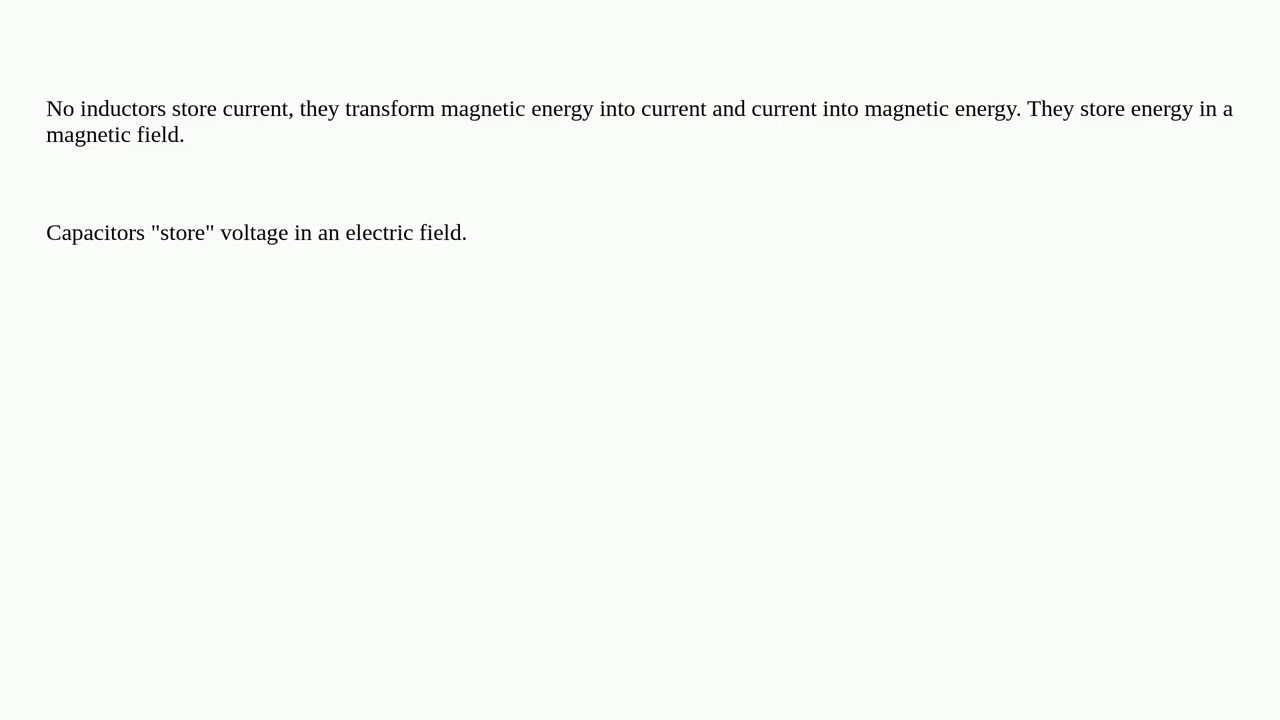 No inductors store current, they transform magnetic energy into current and current into magnetic energy. They store energy in a
magnetic field.
Capacitors "store" voltage in an electric field.